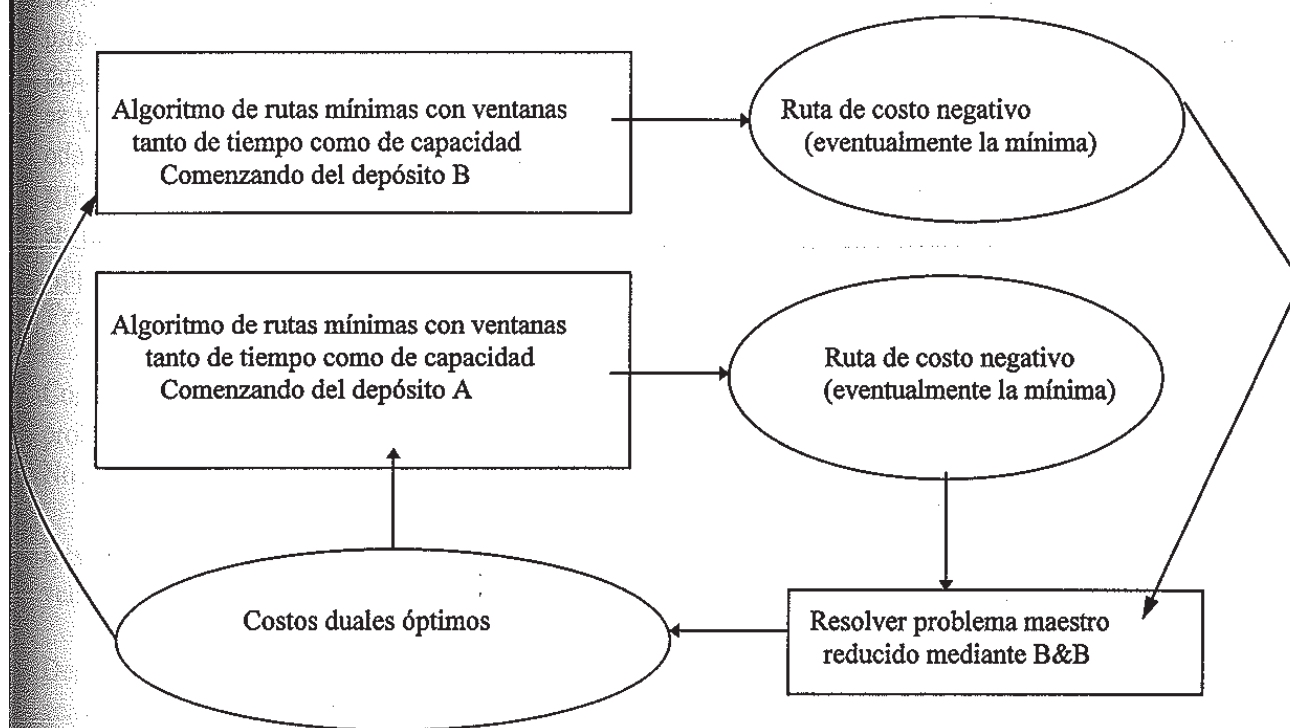 Algoritmo de rutas mínimas con ventanas
tanto de tiempo como de capacidad
Comenzando del depósito B
Ruta de costo negativo
(eventualmente la mínima)
Algoritmo de rutas mínimas con ventanas
tanto de tiempo como de capacidad
Comenzando del depósito A
Ruta de costo negativo
(eventualmente la mínima)
Costos duales óptimos
Resolver problema maestro
reducido mediante B&B